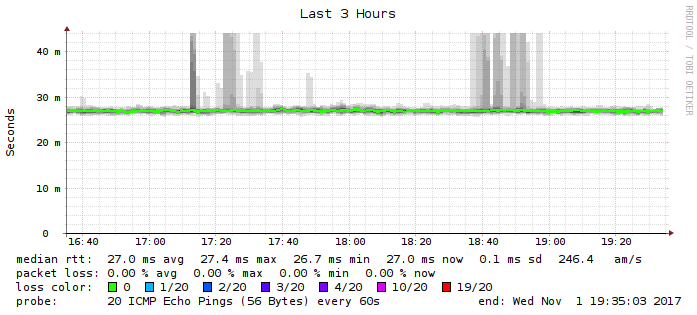 Last 3 Hours
RRDTOOL / TOBI OETIKER
Seconds
40 m
30 m
20 m
10 m
0
16:40 17:00 17:20 17:40 18:00 18:20 18:40 19:00 19:20
median rtt: 27.0 ms avg 27.4 ms max 26.7 ms min 27.0 ms now 0.1 ms sd 246.4 am/s
packet loss: 0.00 % avg 0.00 % max 0.00 % min 0.00 % now
loss color: 0 1/20 2/20 3/20 4/20 10/20 19/20
probe: 20 ICMP Echo Pings (56 Bytes) every 60s end: Wed Nov 1 19:35:03 2017